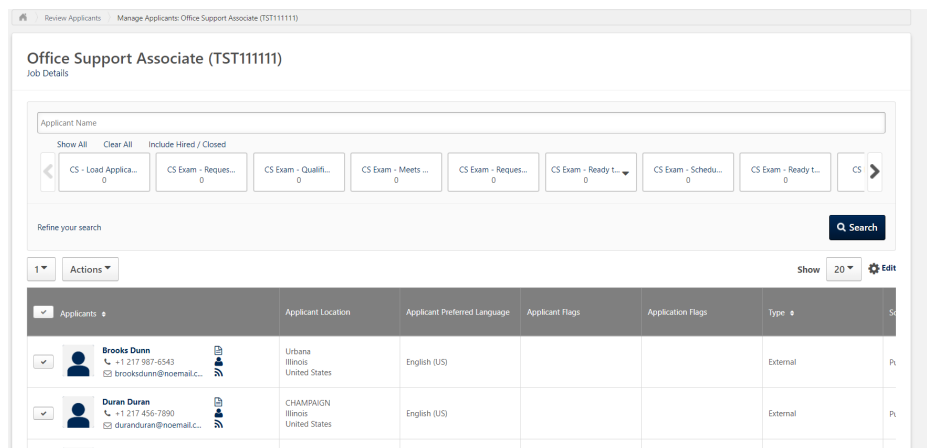 Review Applicants Manage Applicants: Office Support Associate (TST111111)
Office Support Associate (TST111111)
Job Details
Applicant Name
Show All Clear All Include Hired / Closed
CS - Load Applica... CS Exam - Reques... CS Exam - Qualifi... CS Exam - Meets ... CS Exam - Reques... CS Exam - Ready t... CS Exam - Schedu... CS Exam - Ready t... CS
0 0 0 0 0 0 0 0
Refine your search Search
1 Actions Show 20 Edit
Applicants Applicant Location Applicant Preferred Language Applicant Flags Application Flags Type
Brooks Dunn
+1 217 987-6543
brooksdunn@noemail.c...
Urbana
Illinois
United States
English (US)
External
Duran Duran
+1 217 456-7890
duranduran@noemail.c...
CHAMPAIGN
Illinois
United States
English (US)
External